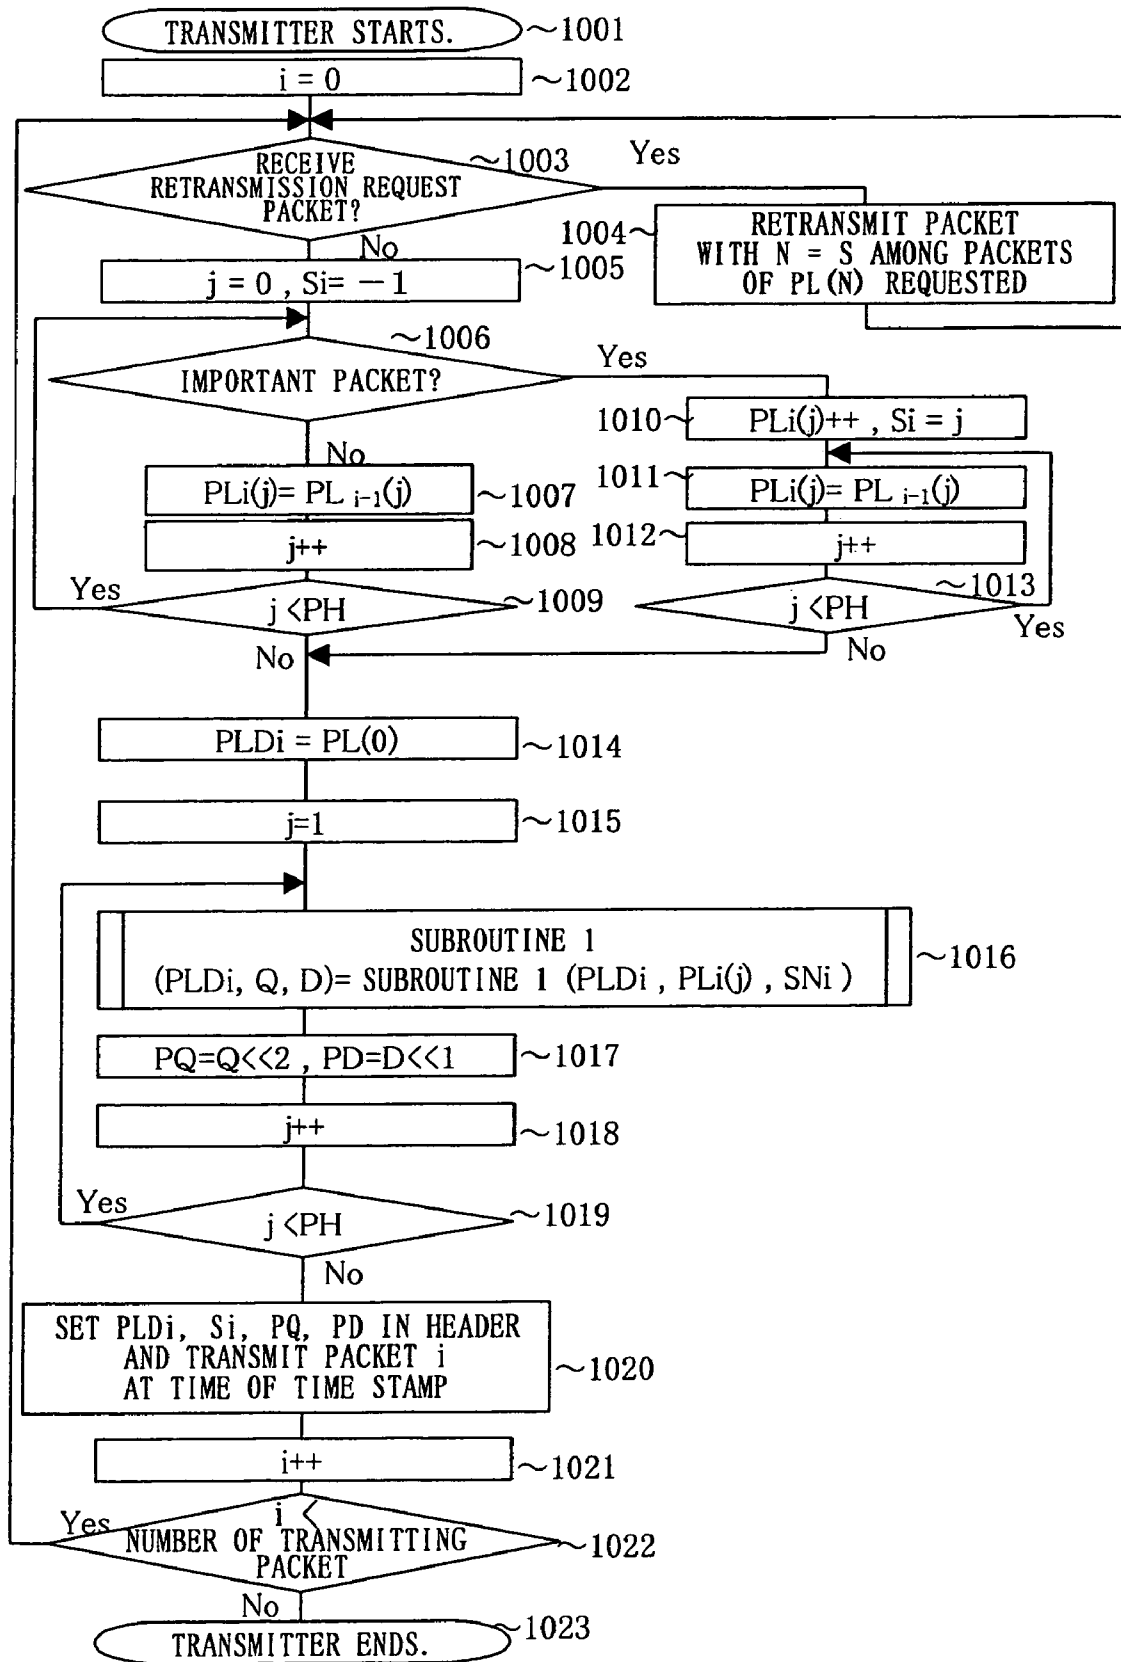 TRANSMITTER STARTS.
~1001
i = 0
~1002
RECEIVE
RETRANSMISSION REQUEST
PACKET?
~1003
Yes
No
1004~
RETRANSMIT PACKET
WITH N = S AMONG PACKETS
OF PL(N) REQUESTED
j = 0 , Si= −1
~1005
IMPORTANT PACKET?
~1006
Yes
No
1010~
PLi(j)++ , Si = j
PLi(j)= PL i-1(j)
~1007
1011~
PLi(j)= PL i-1(j)
j++
~1008
1012~
j++
Yes
j <PH
~1009
No
j <PH
~1013
Yes
No
PLDi = PL(0)
~1014
j=1
~1015
SUBROUTINE 1
(PLDi, Q, D)= SUBROUTINE 1 (PLDi , PLi(j) , SNi )
~1016
PQ=Q<<2 , PD=D<<1
~1017
j++
~1018
Yes
j <PH
~1019
No
SET PLDi, Si, PQ, PD IN HEADER
AND TRANSMIT PACKET i
AT TIME OF TIME STAMP
~1020
i++
~1021
Yes
i <
NUMBER OF TRANSMITTING
PACKET
~1022
No
TRANSMITTER ENDS.
~1023